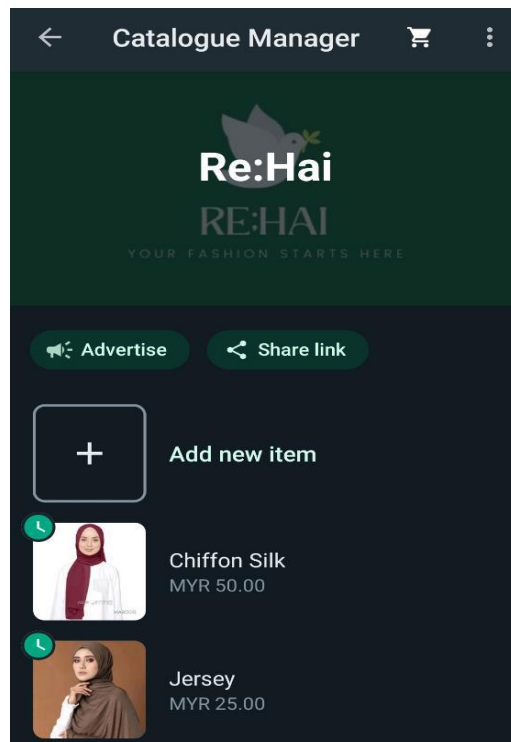 Catalogue Manager
Re:Hai
RE;HAI
YOUR FASHION STARTS HERE
Advertise
Share link
Add new item
Chiffon Silk
MYR 50.00
MAROON
Jersey
MYR 25.00